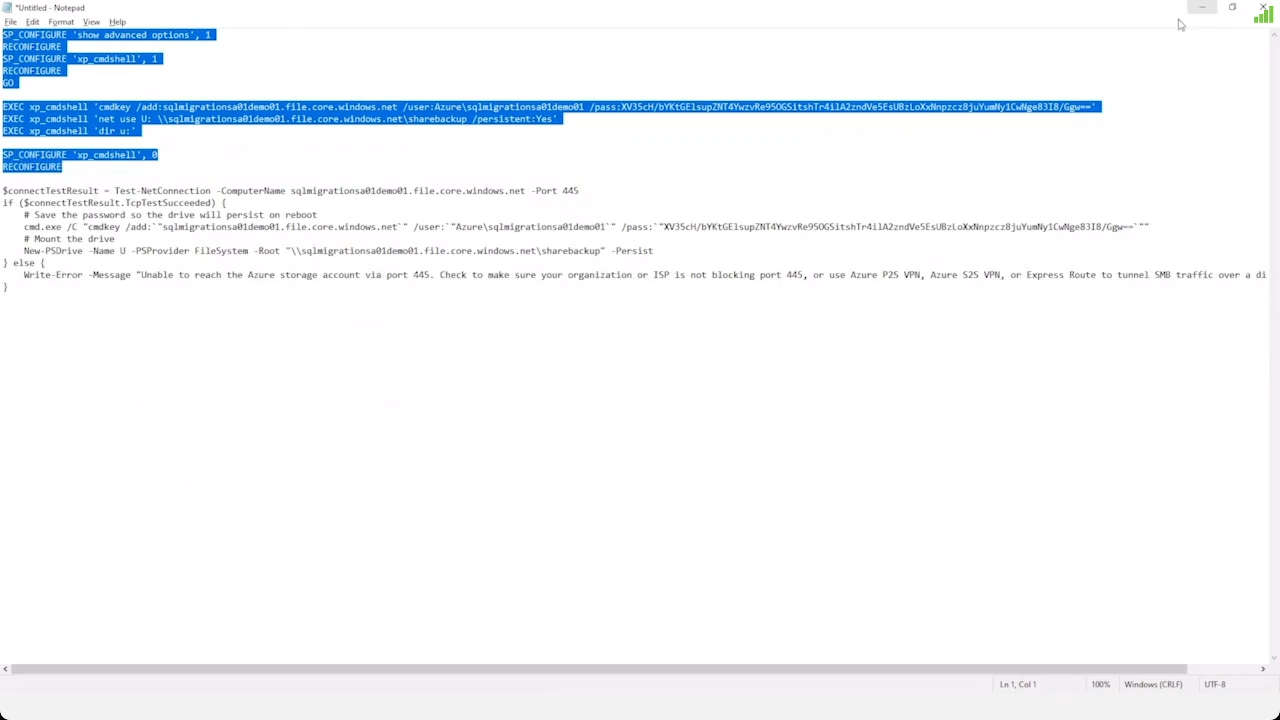 *Untitled - Notepad
File Edit Format View Help
SP_CONFIGURE 'show advanced options', 1
RECONFIGURE
SP_CONFIGURE 'xp_cmdshell', 1
RECONFIGURE
GO
EXEC xp_cmdshell 'cmdkey /add:sqlmigrationsa01demo01.file.core.windows.net /user:Azure\sqlmigrationsa01demo01
EXEC xp_cmdshell 'net use U: \\sqlmigrationsa01demo01.file.core.windows.net\sharebackup /persistent:Yes'
EXEC xp_cmdshell 'dir u:'
SP_CONFIGURE 'xp_cmdshell', 0
RECONFIGURE
$connectTestResult = Test-NetConnection -ComputerName sqlmigrationsa01demo01.file.core.windows.net -Port 445
if ($connectTestResult.TcpTestSucceeded) {
# Save the password so the drive will persist on reboot
cmd.exe /C "cmdkey /add:`"sqlmigrationsa01demo01.file.core.windows.net`" /user:`"Azure\sqlmigrationsa01demo01`"
# Mount the drive
New-PSDrive -Name U -PSProvider FileSystem -Root "\\sqlmigrationsa01demo01.file.core.windows.net\sharebackup" -Persist
} else {
Write-Error -Message "Unable to reach the Azure storage account via port 445. Check to make sure your organization or ISP is not blocking port 445, or use Azure P2S VPN, Azure S2S VPN, or Express Route to tunnel SMB traffic over a di
}
Ln 1, Col 1 100% Windows (CRLF) UTF-8